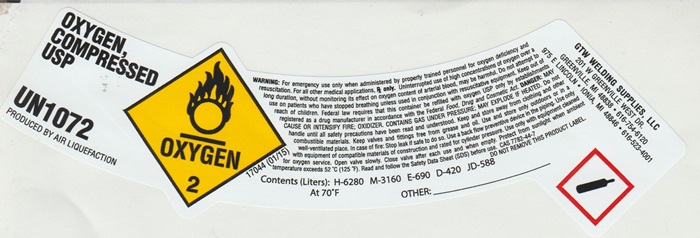 OXYGEN,
COMPRESSED
USP
UN1072
PRODUCED BY AIR LIQUEFACTION
OXYGEN
2
17044 (01/15)
WARNING: For emergency use only when administered by properly trained personnel for oxygen deficiency and
resuscitation. For all other medical applications, ℞ only. Uninterrupted use of high concentrations of oxygen over a
long duration, without monitoring its effect on oxygen content of arterial blood, may be harmful. Do not attempt to
use on patients who have stopped breathing unless used in conjunction with resuscitative equipment. Keep out of
reach of children. Federal law requires that this container be refilled with oxygen USP only by establishments
registered as a drug manufacturer in accordance with the Federal Food, Drug and Cosmetic Act. DANGER: MAY
CAUSE OR INTENSIFY FIRE; OXIDIZER. CONTAINS GAS UNDER PRESSURE; MAY EXPLODE IF HEATED. Do not
handle until all safety precautions have been read and understood. Keep and store away from clothing and other
combustible materials. Keep valves and fittings free from grease and oil. Use and store only outdoors or in a
well-ventilated place. In case of fire: Stop leak if safe to do so. Use a back flow preventive device in the piping. Use only
with equipment of compatible materials of construction and rated for cylinder pressure. Use only with equipment cleaned
for oxygen service. Open valve slowly. Close valve after each use and when empty. Protect from sunlight when ambient
temperature exceeds 52 °C (125 °F). Read and follow the Safety Data Sheet (SDS) before use. CAS 7782-44-7
DO NOT REMOVE THIS PRODUCT LABEL.
Contents (Liters): H-6280 M-3160 E-690 D-420 JD-588
At 70°F
OTHER:
GTW WELDING SUPPLIES, LLC
201 W GREENVILLE WEST DR.
GREENVILLE, MI 48838 • 616-754-6120
975 E LINCOLN • IONIA, MI 48846 • 616-523-4001